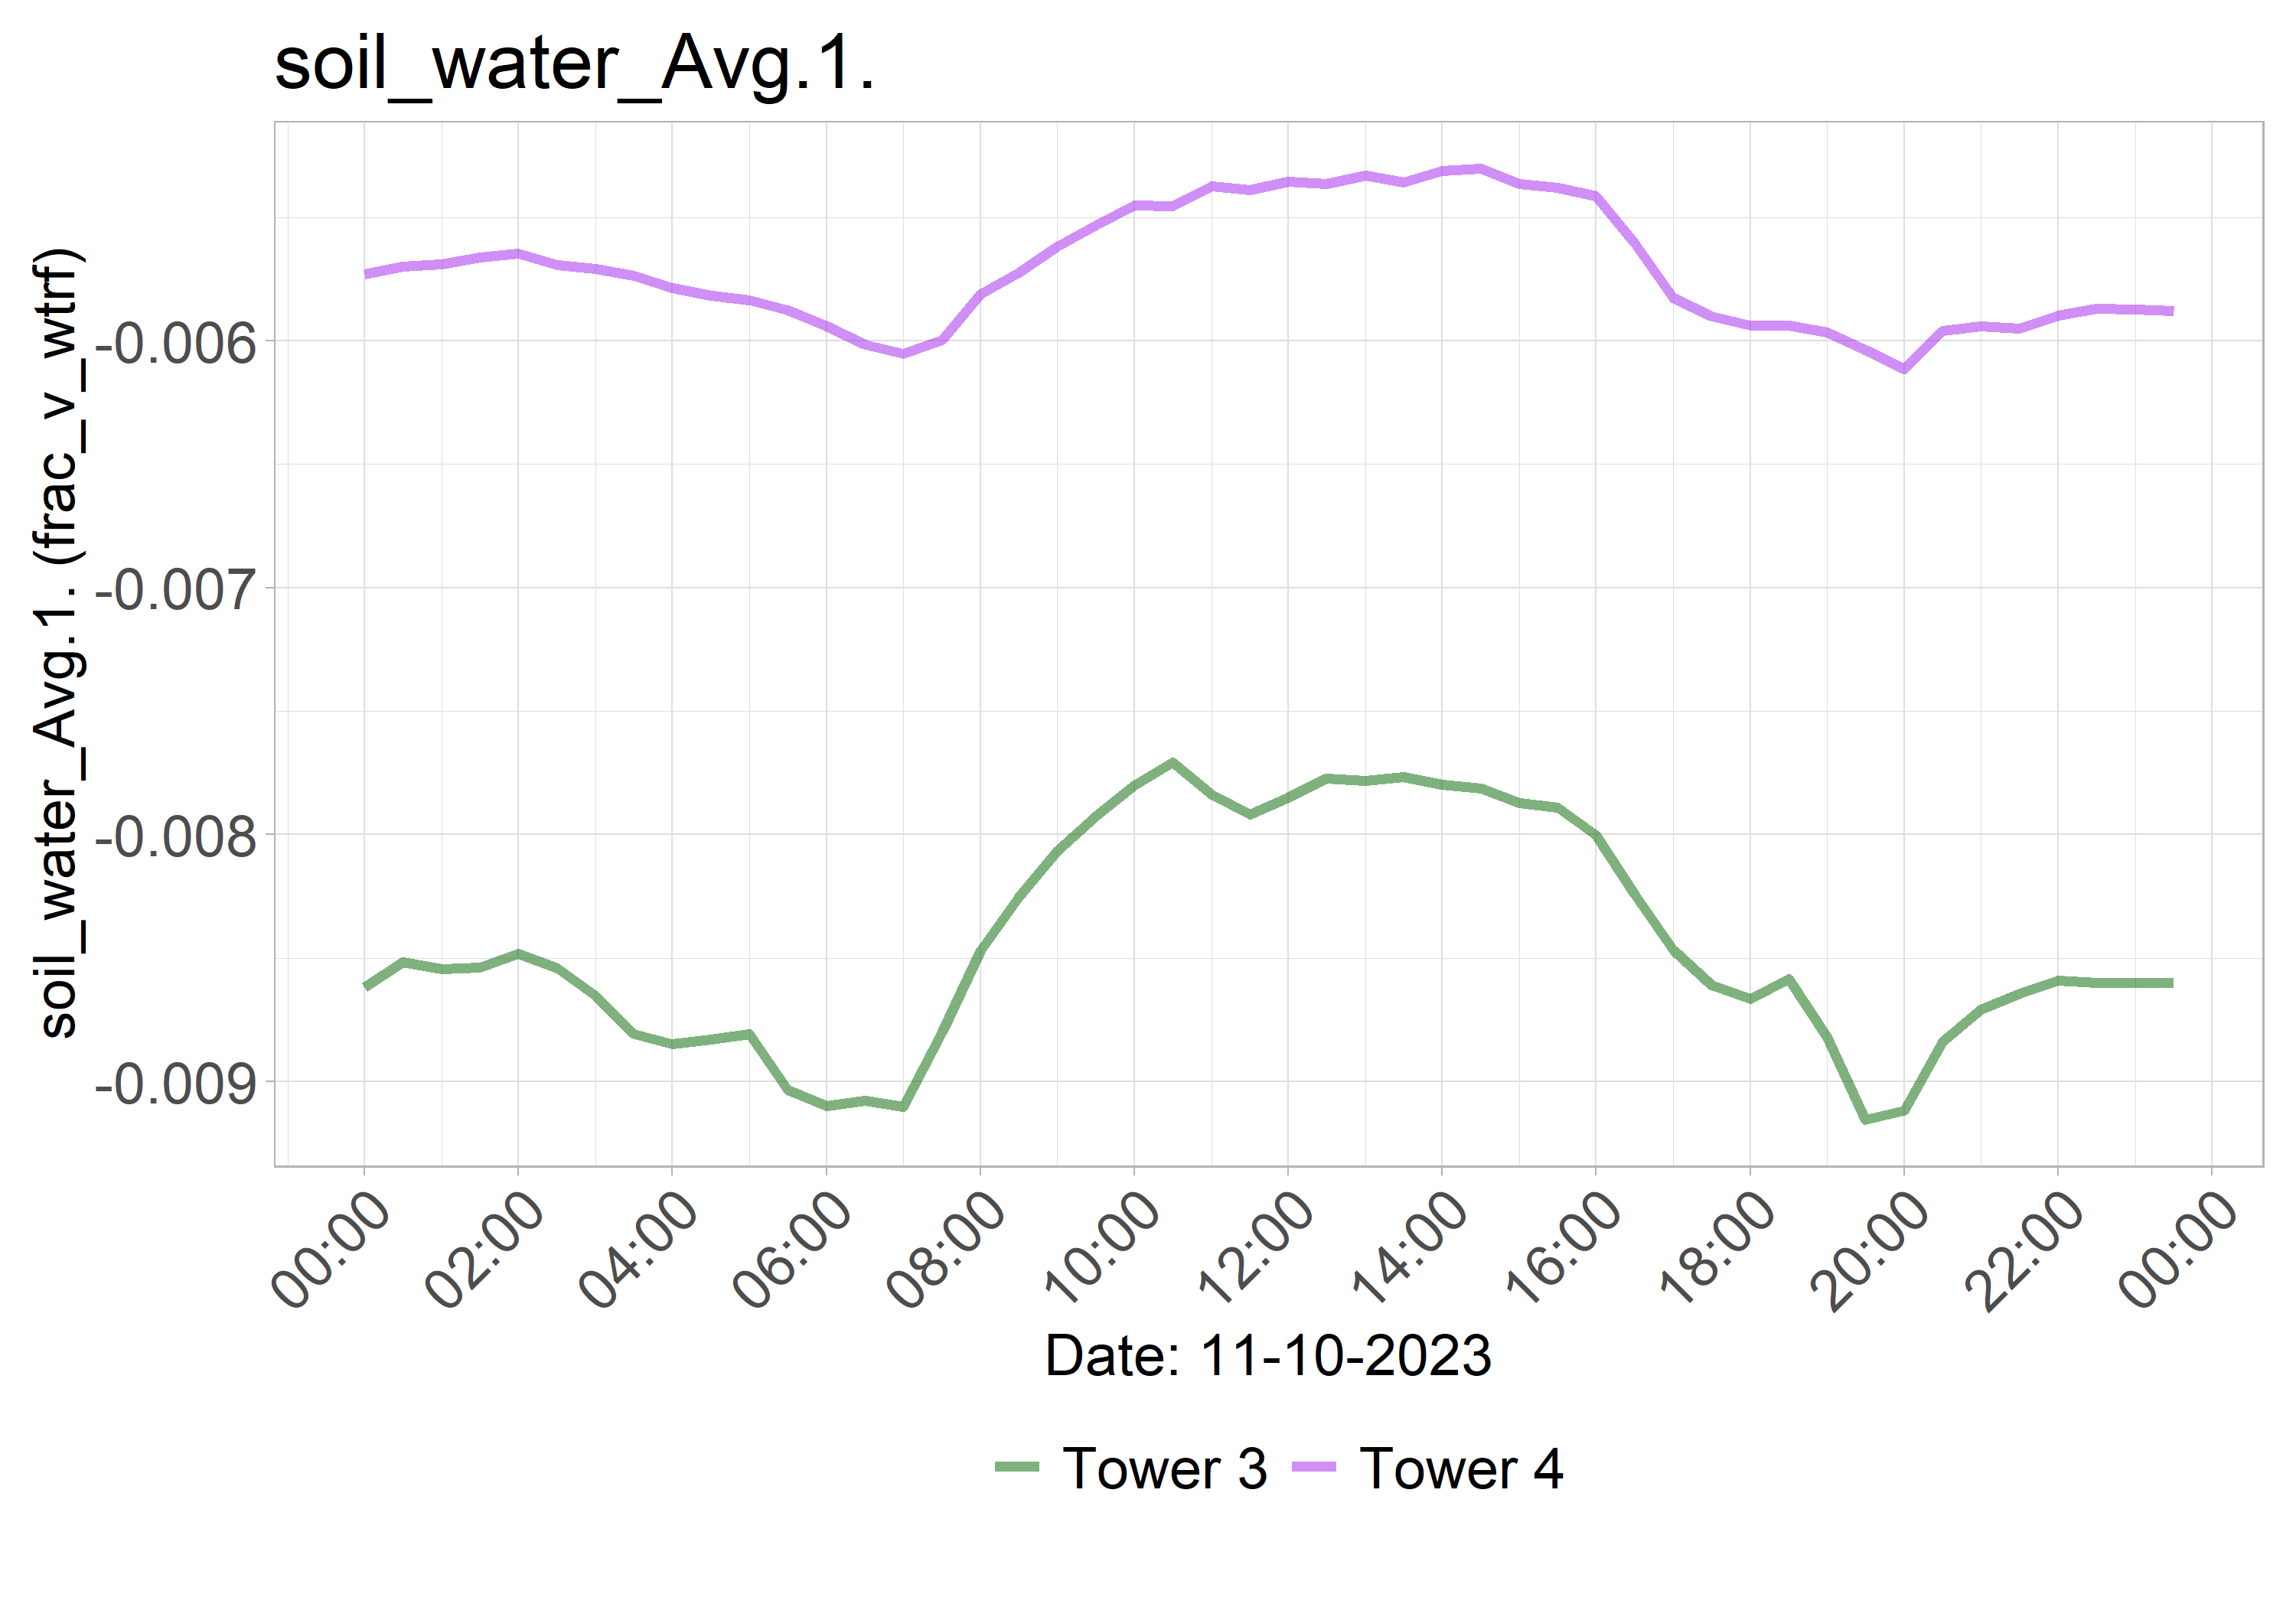 soil_water_Avg.1.
soil_water_Avg.1. (frac_v_wtrf)
-0.006
-0.007
-0.008
-0.009
00:00 02:00 04:00 06:00 08:00 10:00 12:00 14:00 16:00 18:00 20:00 22:00 00:00
Date: 11-10-2023
Tower 3 Tower 4